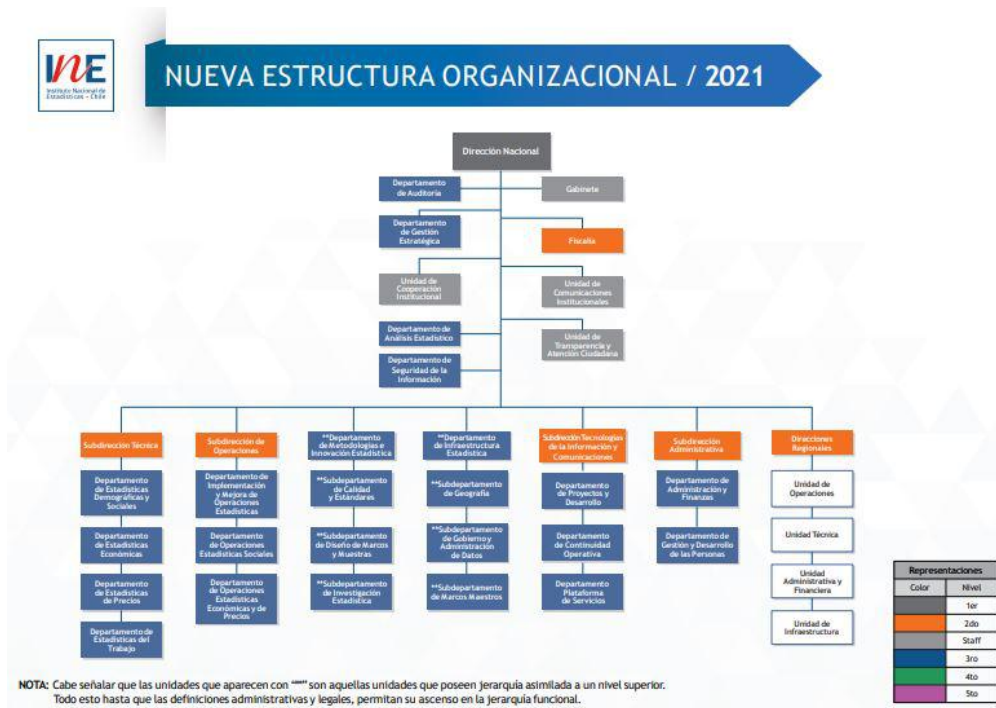 INE
Instituto Nacional de
Estadísticas - Chile
NUEVA ESTRUCTURA ORGANIZACIONAL / 2021
Dirección Nacional
Departamento
de Auditoría
Gabinete
Departamento
de Gestión
Estratégica
Fiscalía
Unidad de
Cooperación
Institucional
Unidad de
Comunicaciones
Institucionales
Departamento de
Análisis Estadístico
Unidad de
Transparencia y
Atención Ciudadana
Departamento de
Seguridad de la
Información
Subdirección Técnica
Departamento
de Estadísticas
Demográficas y
Sociales
Departamento
de Estadísticas
Económicas
Departamento
de Estadísticas
de Precios
Departamento de
Estadísticas del
Trabajo
Subdirección de
Operaciones
Departamento de
Implementación
y Mejora de
Operaciones
Estadísticas
Departamento
de Operaciones
Estadísticas Sociales
Departamento
de Operaciones
Estadísticas
Económicas y de
Precios
**Departamento
de Metodologías e
Innovación Estadística
**Subdepartamento
de Calidad
y Estándares
**Subdepartamento
de Diseño de Marcos
y Muestras
**Subdepartamento
de Investigación
Estadística
**Departamento
de Infraestructura
Estadística
**Subdepartamento
de Geografía
**Subdepartamento
de Gobierno y
Administración
de Datos
**Subdepartamento
de Marcos Maestros
Subdirección Tecnologías
de la Información y
Comunicaciones
Departamento
de Proyectos y
Desarrollo
Departamento
de Continuidad
Operativa
Departamento
Plataforma
de Servicios
Subdirección
Administrativa
Departamento de
Administración y
Finanzas
Departamento de
Gestión y Desarrollo
de las Personas
Direcciones
Regionales
Unidad de
Operaciones
Unidad Técnica
Unidad
Administrativa y
Financiera
Unidad de
Infraestructura
Representaciones
Color Nivel
1er
2do
Staff
3ro
4to
5to
NOTA: Cabe señalar que las unidades que aparecen con "**" son aquellas unidades que poseen jerarquía asimilada a un nivel superior.
Todo esto hasta que las definiciones administrativas y legales, permitan su ascenso en la jerarquía funcional.